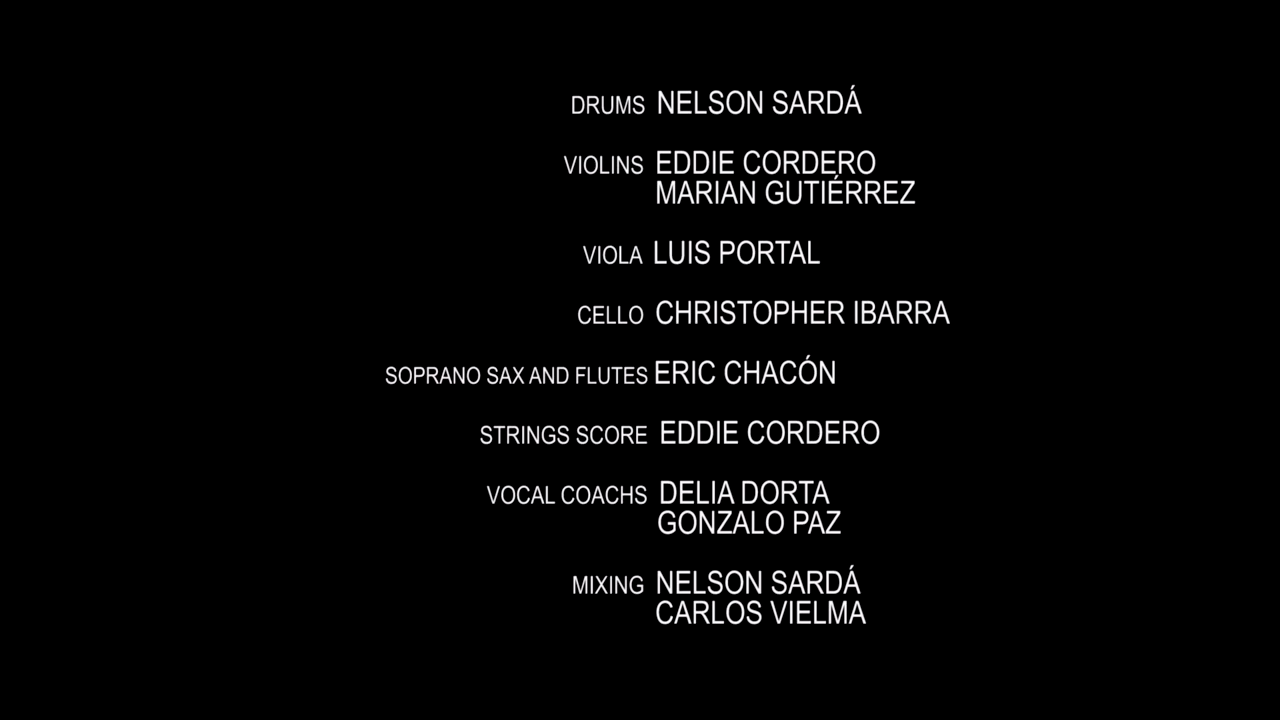 DRUMS NELSON SARDÁ
VIOLINS EDDIE CORDERO
MARIAN GUTIÉRREZ
VIOLA LUIS PORTAL
CELLO CHRISTOPHER IBARRA
SOPRANO SAX AND FLUTES ERIC CHACÓN
STRINGS SCORE EDDIE CORDERO
VOCAL COACHS DELIA DORTA
GONZALO PAZ
MIXING NELSON SARDÁ
CARLOS VIELMA